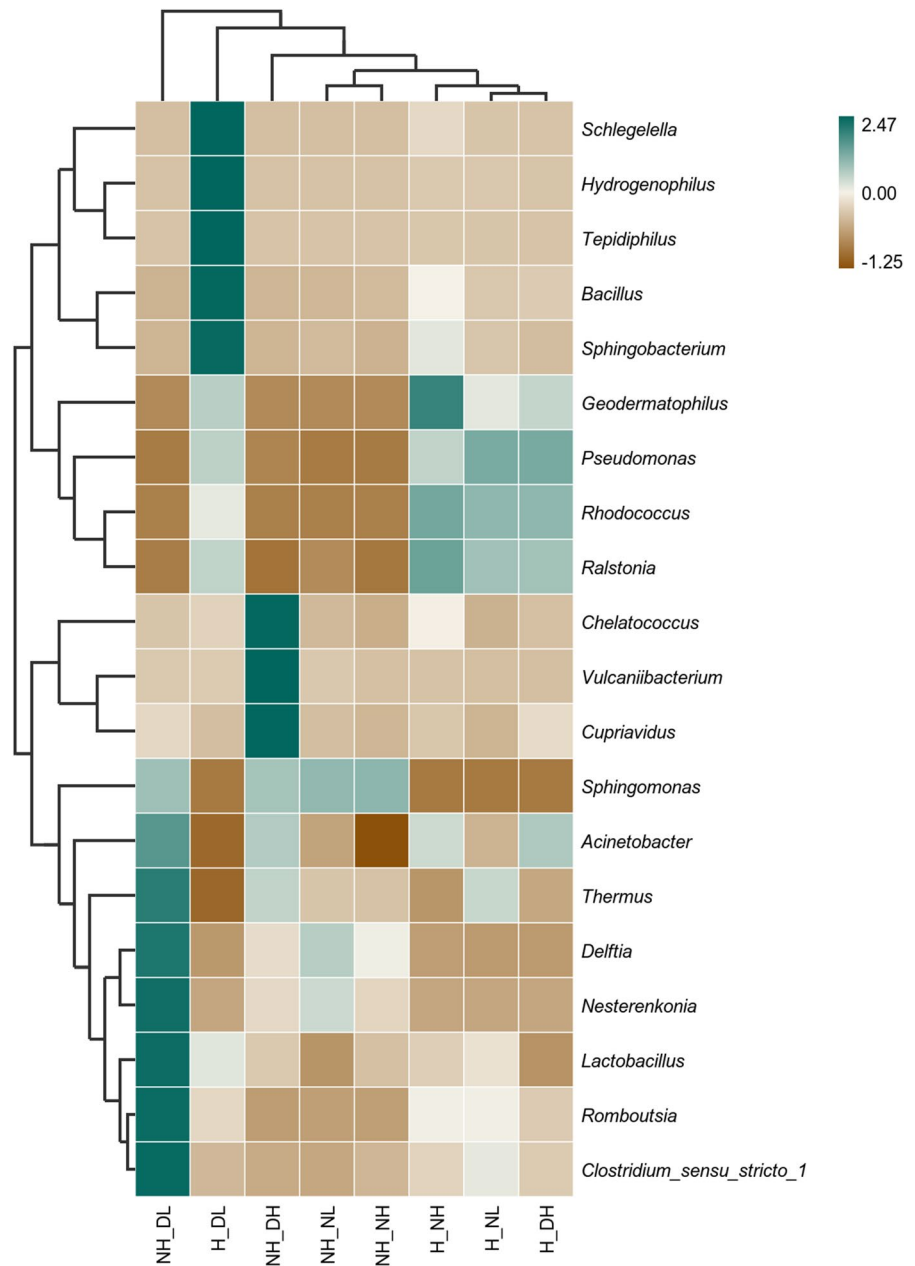 Schlegelella
2.47
Hydrogenophilus
0.00
Tepidiphilus
-1.25
Bacillus
Sphingobacterium
Geodermatophilus
Pseudomonas
Rhodococcus
Ralstonia
Chelatococcus
Vulcaniibacterium
Cupriavidus
Sphingomonas
Acinetobacter
Thermus
Delftia
Nesterenkonia
Lactobacillus
Romboutsia
Clostridium_sensu_stricto_1
NH_DL
H_DL
NH_DH
NH_NL
NH_NH
H_NH
H_NL
H_DH